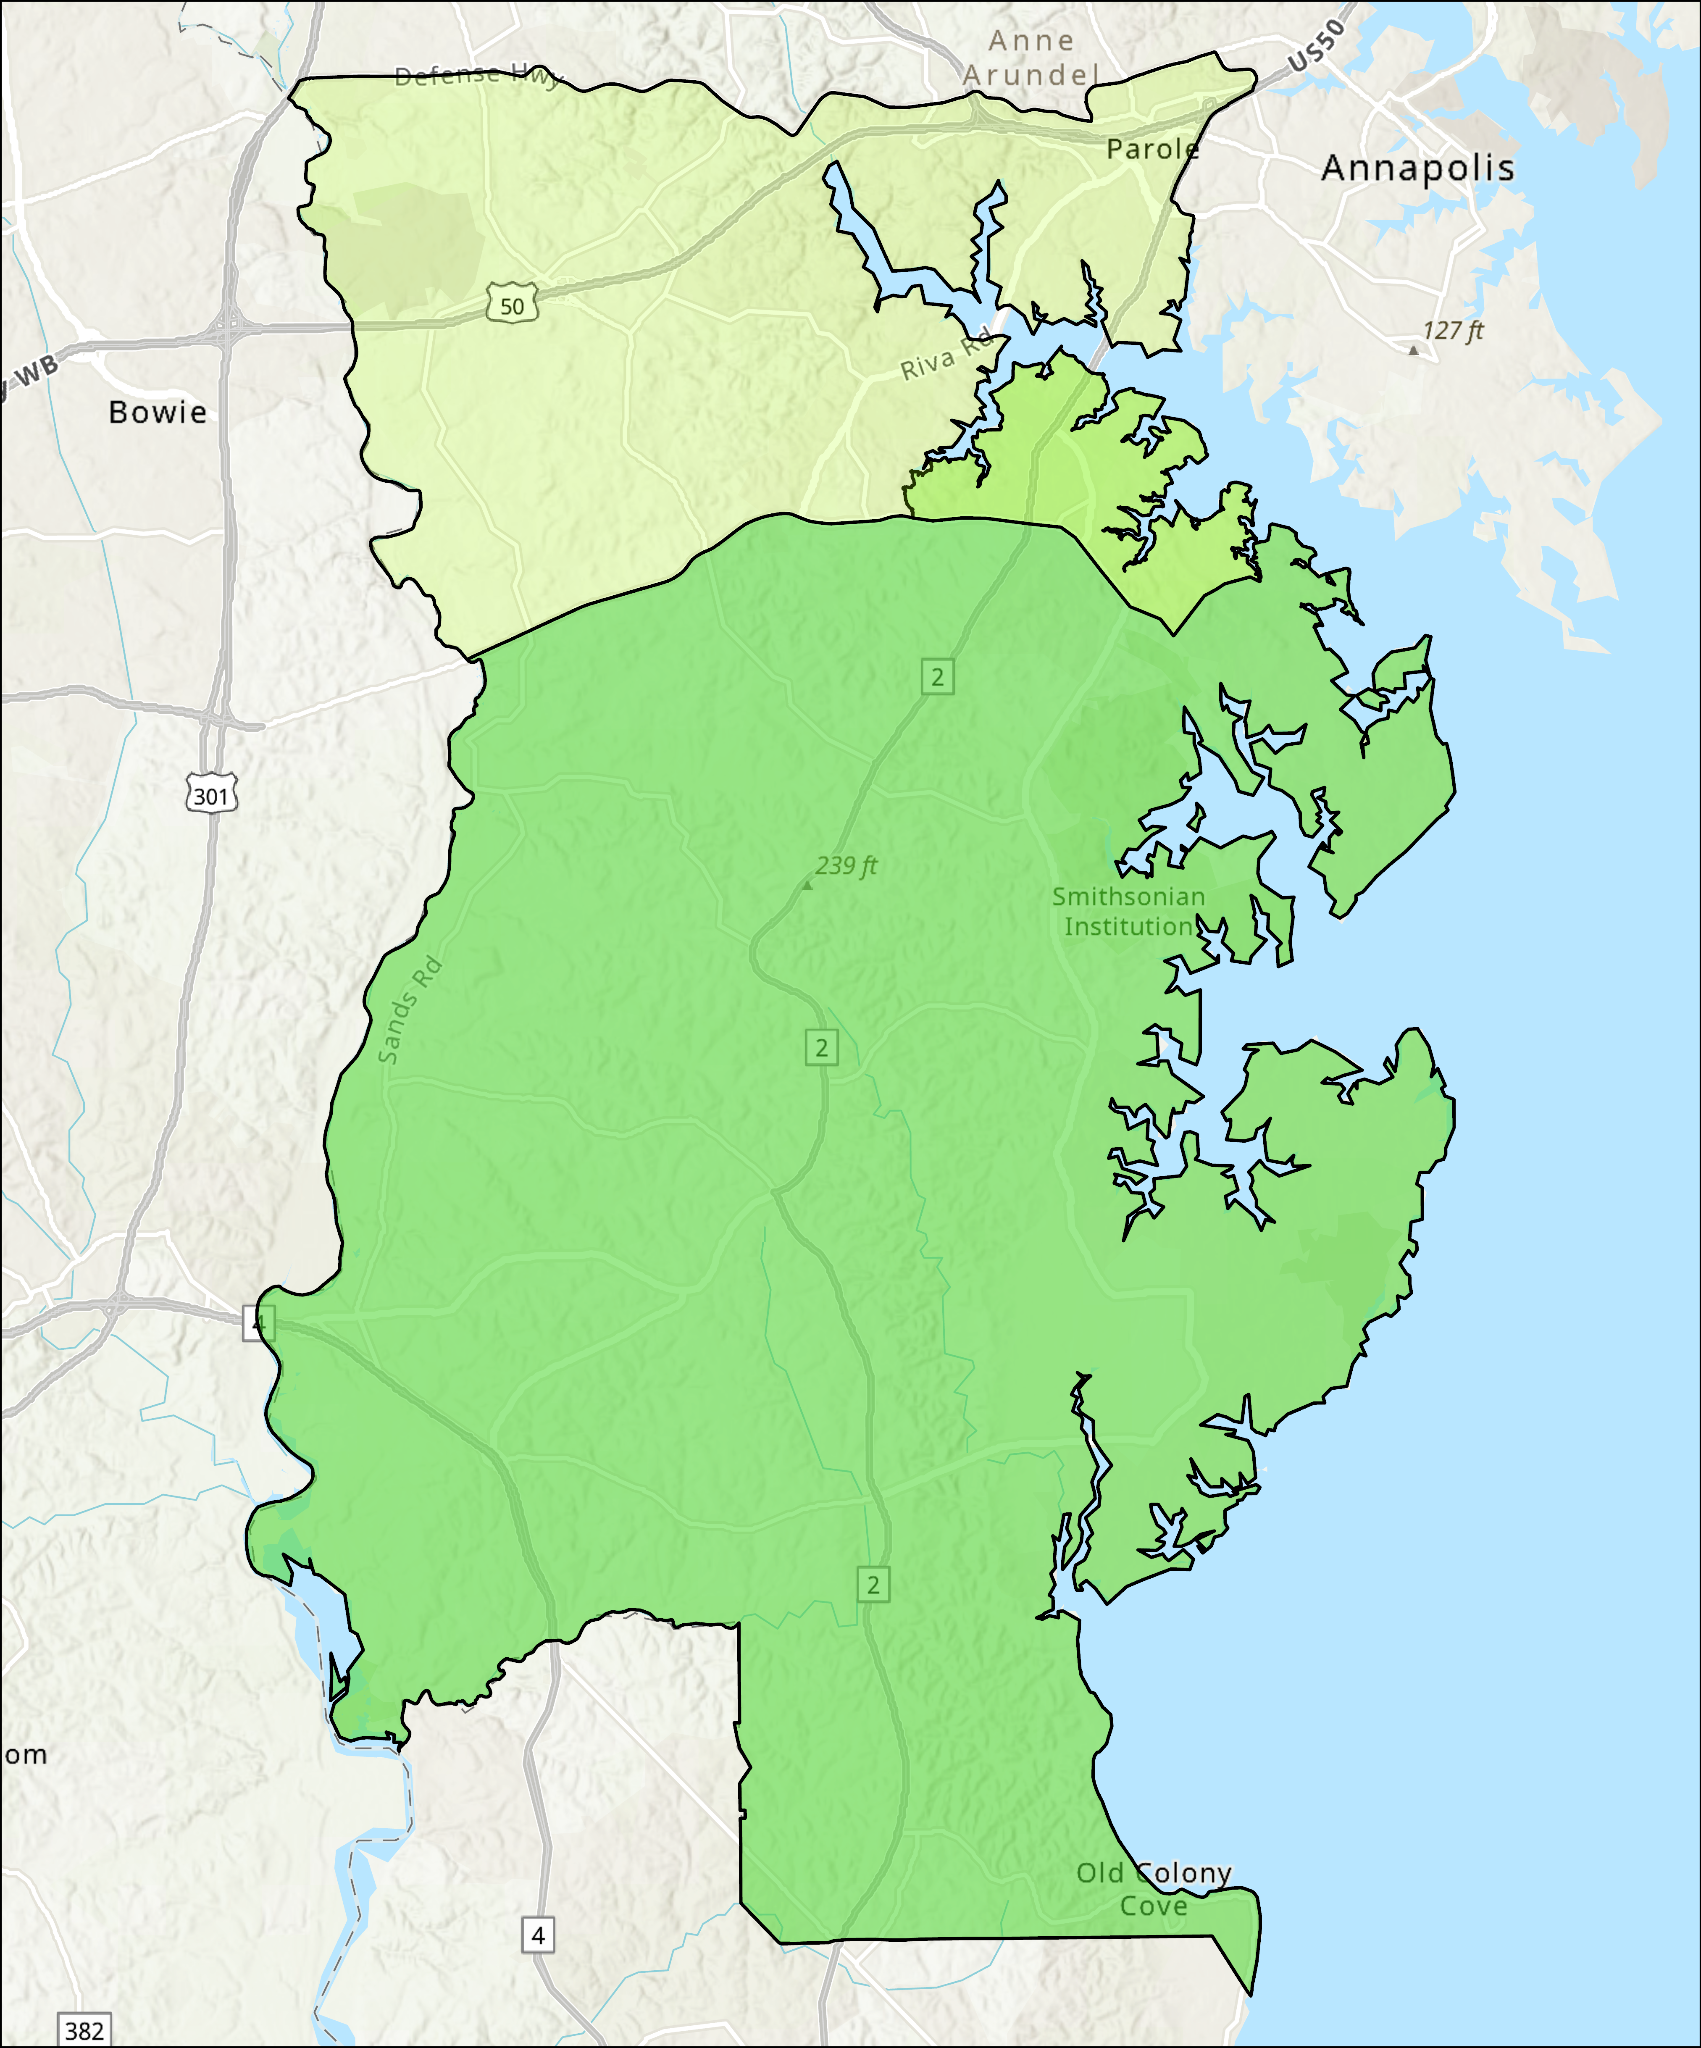 Anne
Arundel
US50
Defense Hwy
Parole
Annapolis
50
127 ft
Riva Rd
y WB
Bowie
2
301
239 ft
Smithsonian
Institution
Sands Rd
2
4
2
om
Old Colony
Cove
4
382